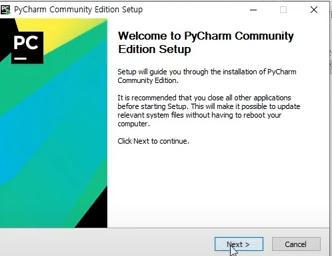 PC PyCharm Community Edition Setup
PC
Welcome to PyCharm Community
Edition Setup
Setup will guide you through the installation of PyCharm
Community Edition.
It is recommended that you close all other applications
before starting Setup. This will make it possible to update
relevant system files without having to reboot your
computer.
Click Next to continue.
Next >
Cancel